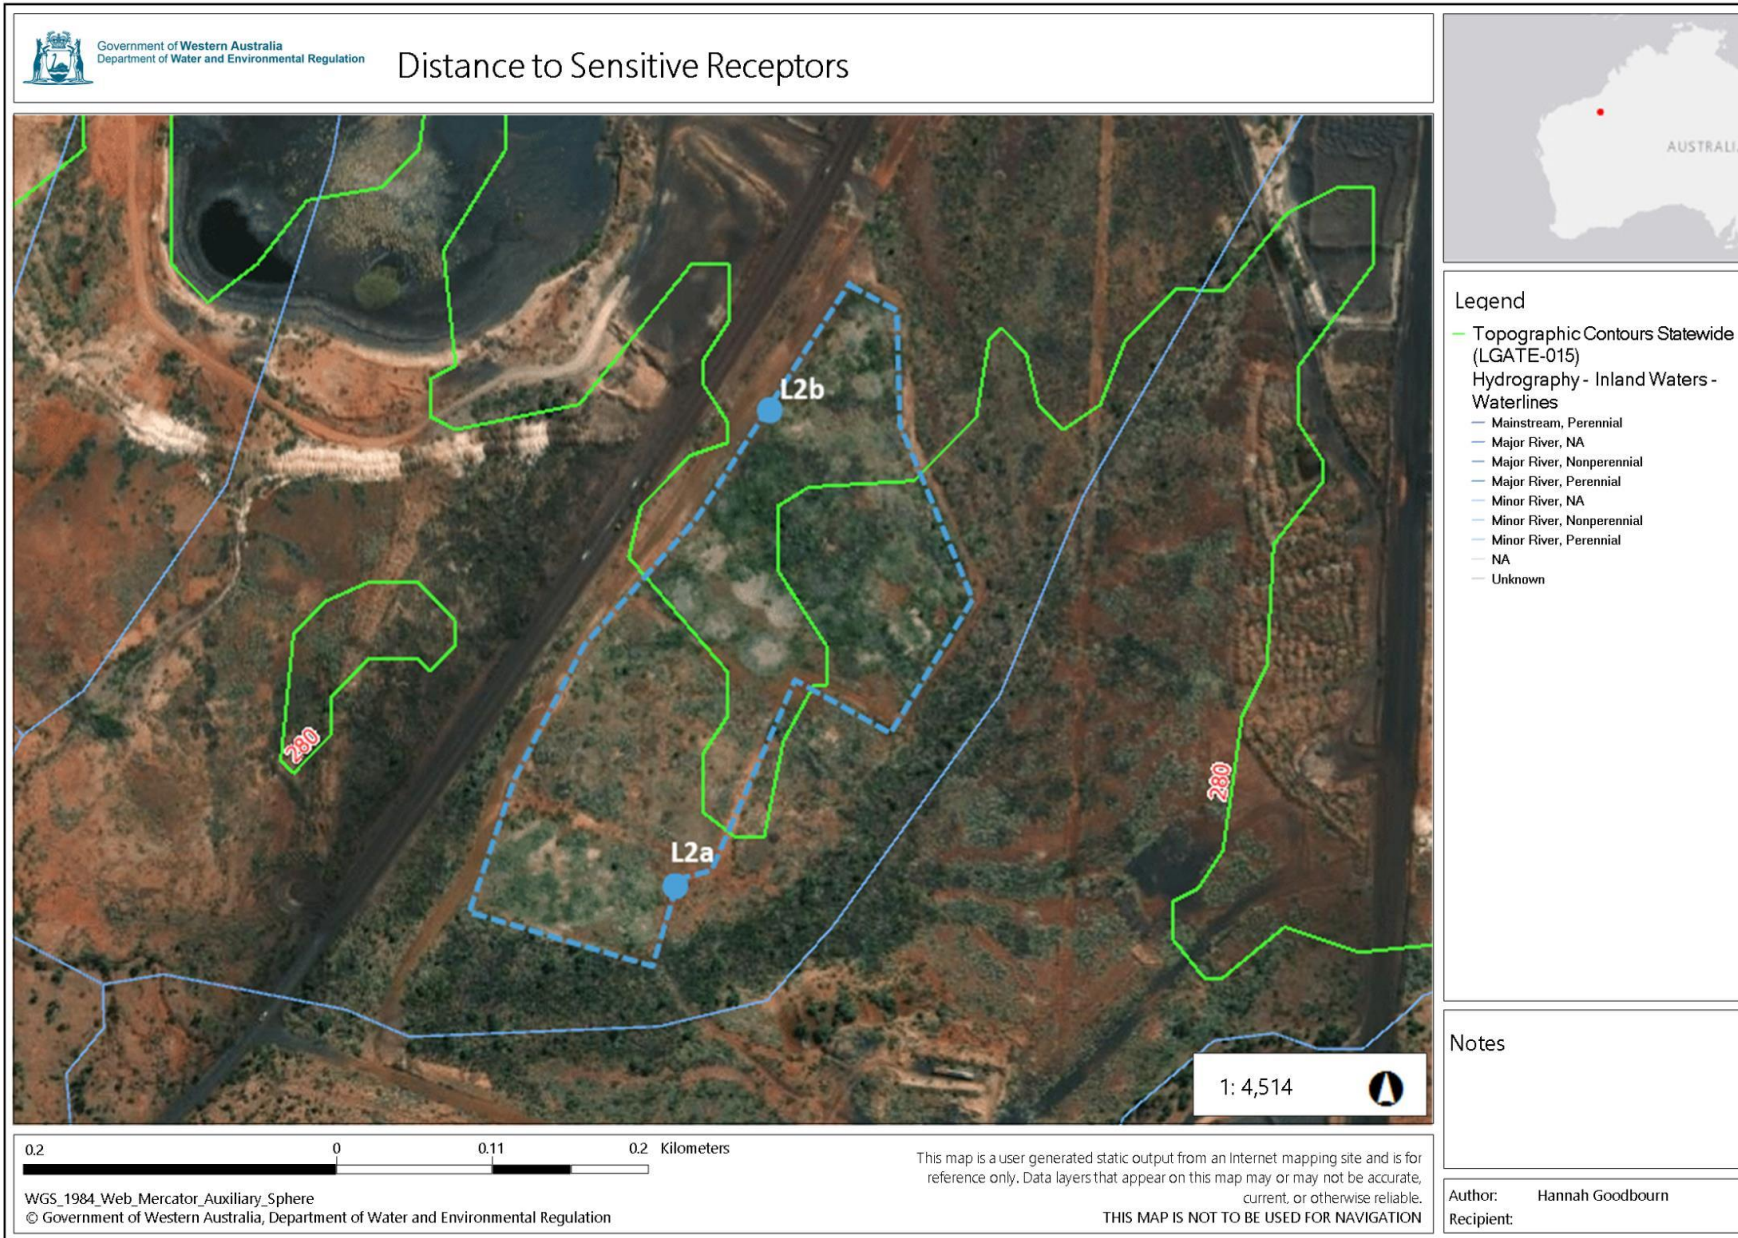 Government of Western Australia
Department of Water and Environmental Regulation
Distance to Sensitive Receptors
AUSTRALI
L2b
280
280
L2a
1: 4,514
Legend
Topographic Contours Statewide
(LGATE-015)
Hydrography - Inland Waters -
Waterlines
Mainstream, Perennial
Major River, NA
Major River, Nonperennial
Major River, Perennial
Minor River, NA
Minor River, Nonperennial
Minor River, Perennial
NA
Unknown
Notes
0.2 0 0.11 0.2 Kilometers
WGS_1984_Web_Mercator_Auxiliary_Sphere
© Government of Western Australia, Department of Water and Environmental Regulation
This map is a user generated static output from an Internet mapping site and is for
reference only. Data layers that appear on this map may or may not be accurate,
current, or otherwise reliable.
THIS MAP IS NOT TO BE USED FOR NAVIGATION
Author: Hannah Goodbourn
Recipient: